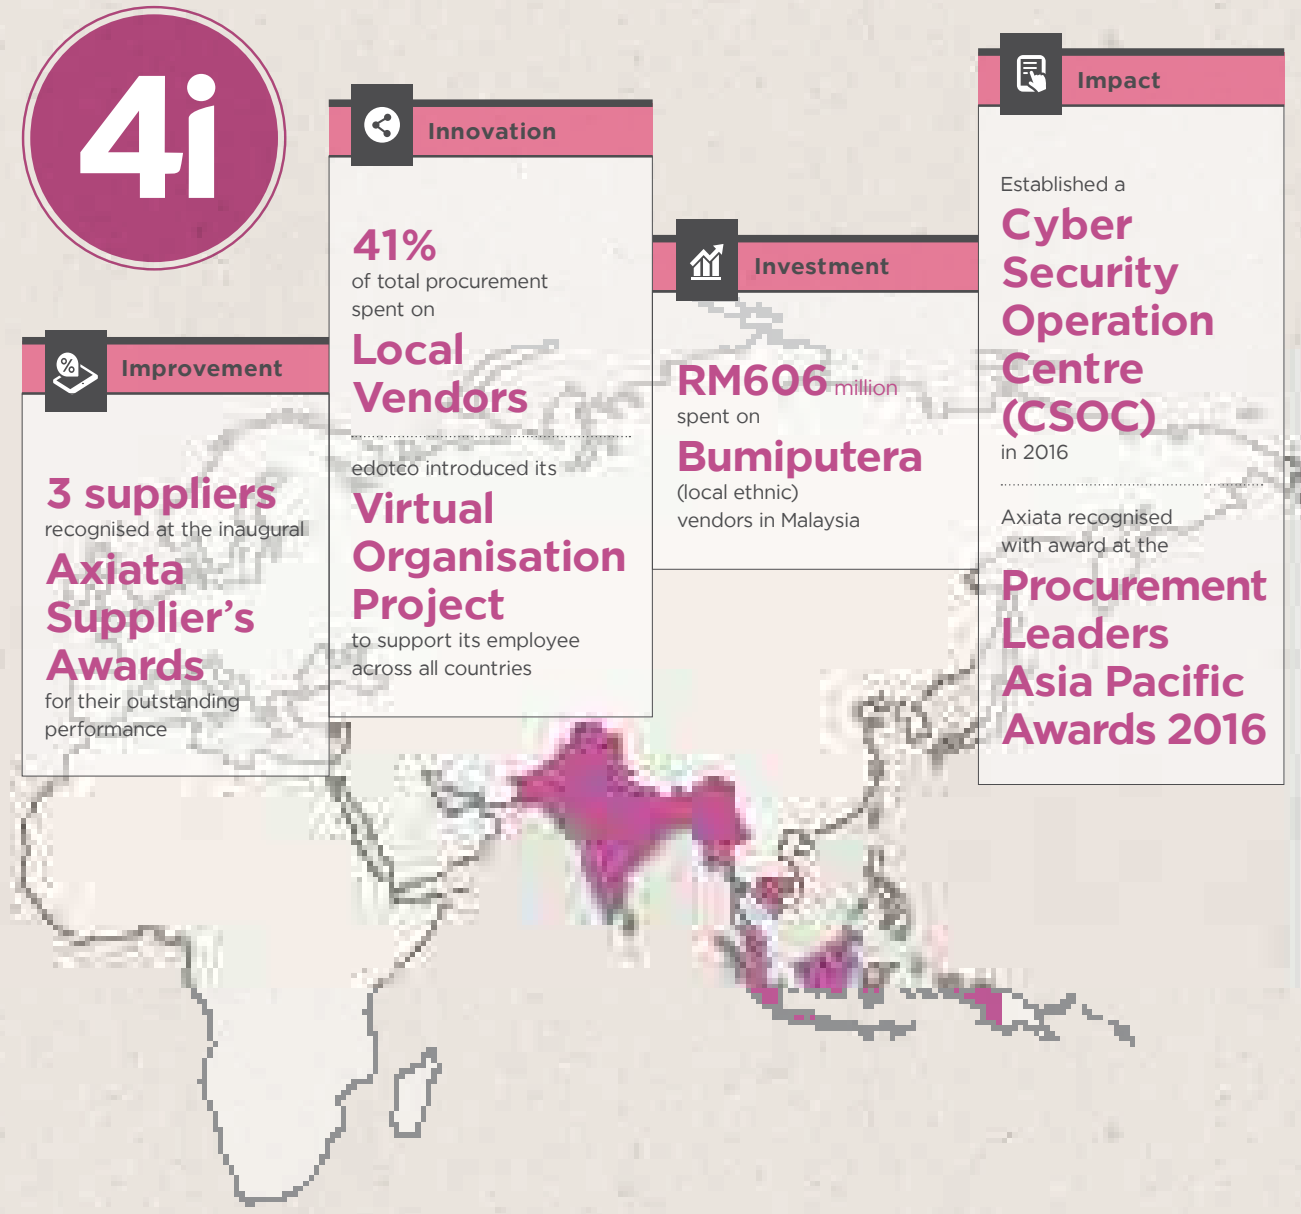 4i
Improvement
3 suppliers
recognised at the inaugural
Axiata
Supplier’s
Awards
for their outstanding
performance
Innovation
41%
of total procurement
spent on
Local
Vendors
edotco introduced its
Virtual
Organisation
Project
to support its employee
across all countries
Investment
RM606 million
spent on
Bumiputera
(local ethnic)
vendors in Malaysia
Impact
Established a
Cyber
Security
Operation
Centre
(CSOC)
in 2016
Axiata recognised
with award at the
Procurement
Leaders
Asia Pacific
Awards 2016